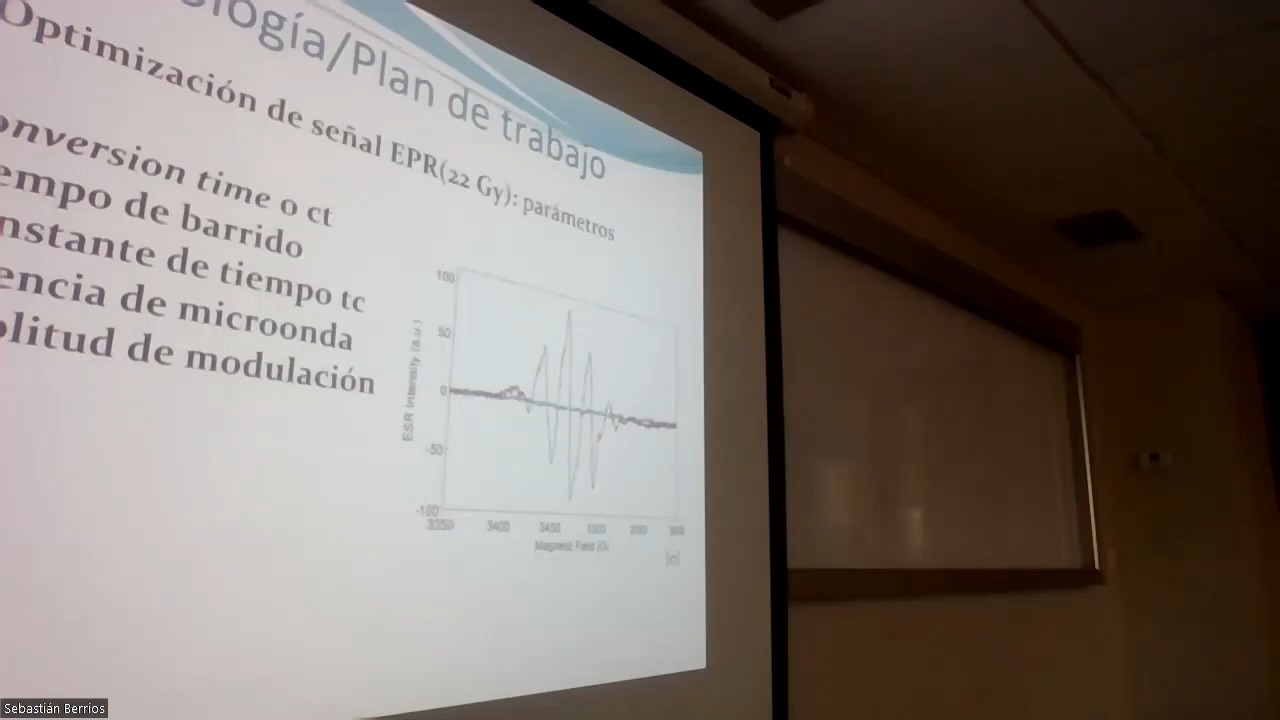 ología/Plan de trabajo
Optimización de señal EPR(22 Gy): parámetros
onversion time o ct
empo de barrido
nstante de tiempo tc
encia de microonda
litud de modulación
100
50
0
-50
-100
ESR Intensity (a.u.)
3350 3400 3450
Magnetic Field (G)
Sebastián Berrios